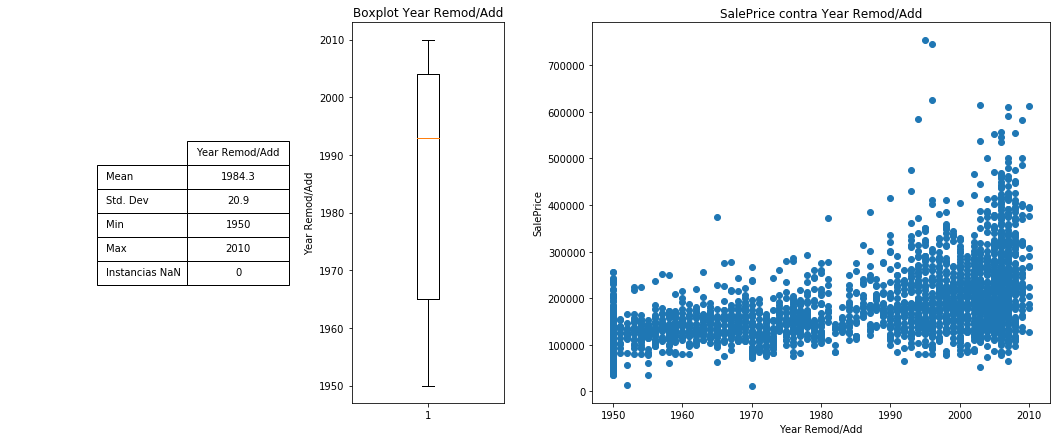 Year Remod/Add
Mean 1984.3
Std. Dev 20.9
Min 1950
Max 2010
Instancias NaN 0
Boxplot Year Remod/Add
Year Remod/Add
2010
2000
1990
1980
1970
1960
1950
1
SalePrice contra Year Remod/Add
SalePrice
700000
600000
500000
400000
300000
200000
100000
0
1950 1960 1970 1980 1990 2000 2010
Year Remod/Add